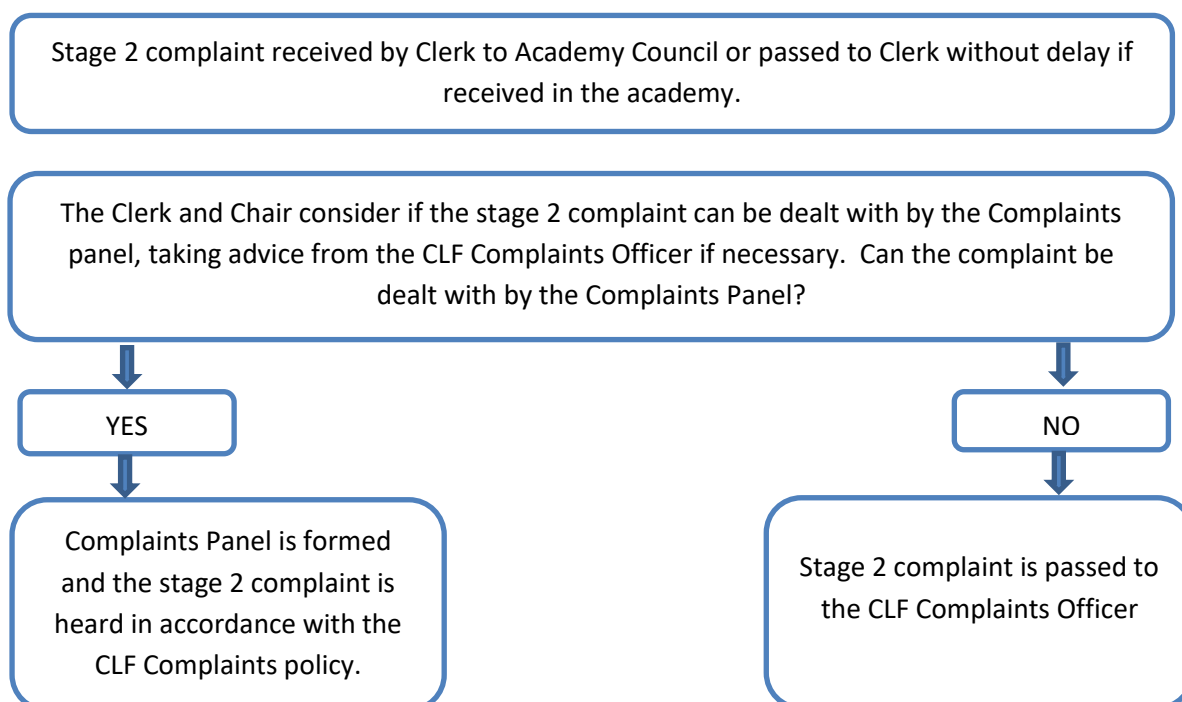 Stage 2 complaint received by Clerk to Academy Council or passed to Clerk without delay if
received in the academy.
The Clerk and Chair consider if the stage 2 complaint can be dealt with by the Complaints
panel, taking advice from the CLF Complaints Officer if necessary.  Can the complaint be
dealt with by the Complaints Panel?
YES
NO
Complaints Panel is formed
and the stage 2 complaint is
heard in accordance with the
CLF Complaints policy.
Stage 2 complaint is passed to
the CLF Complaints Officer